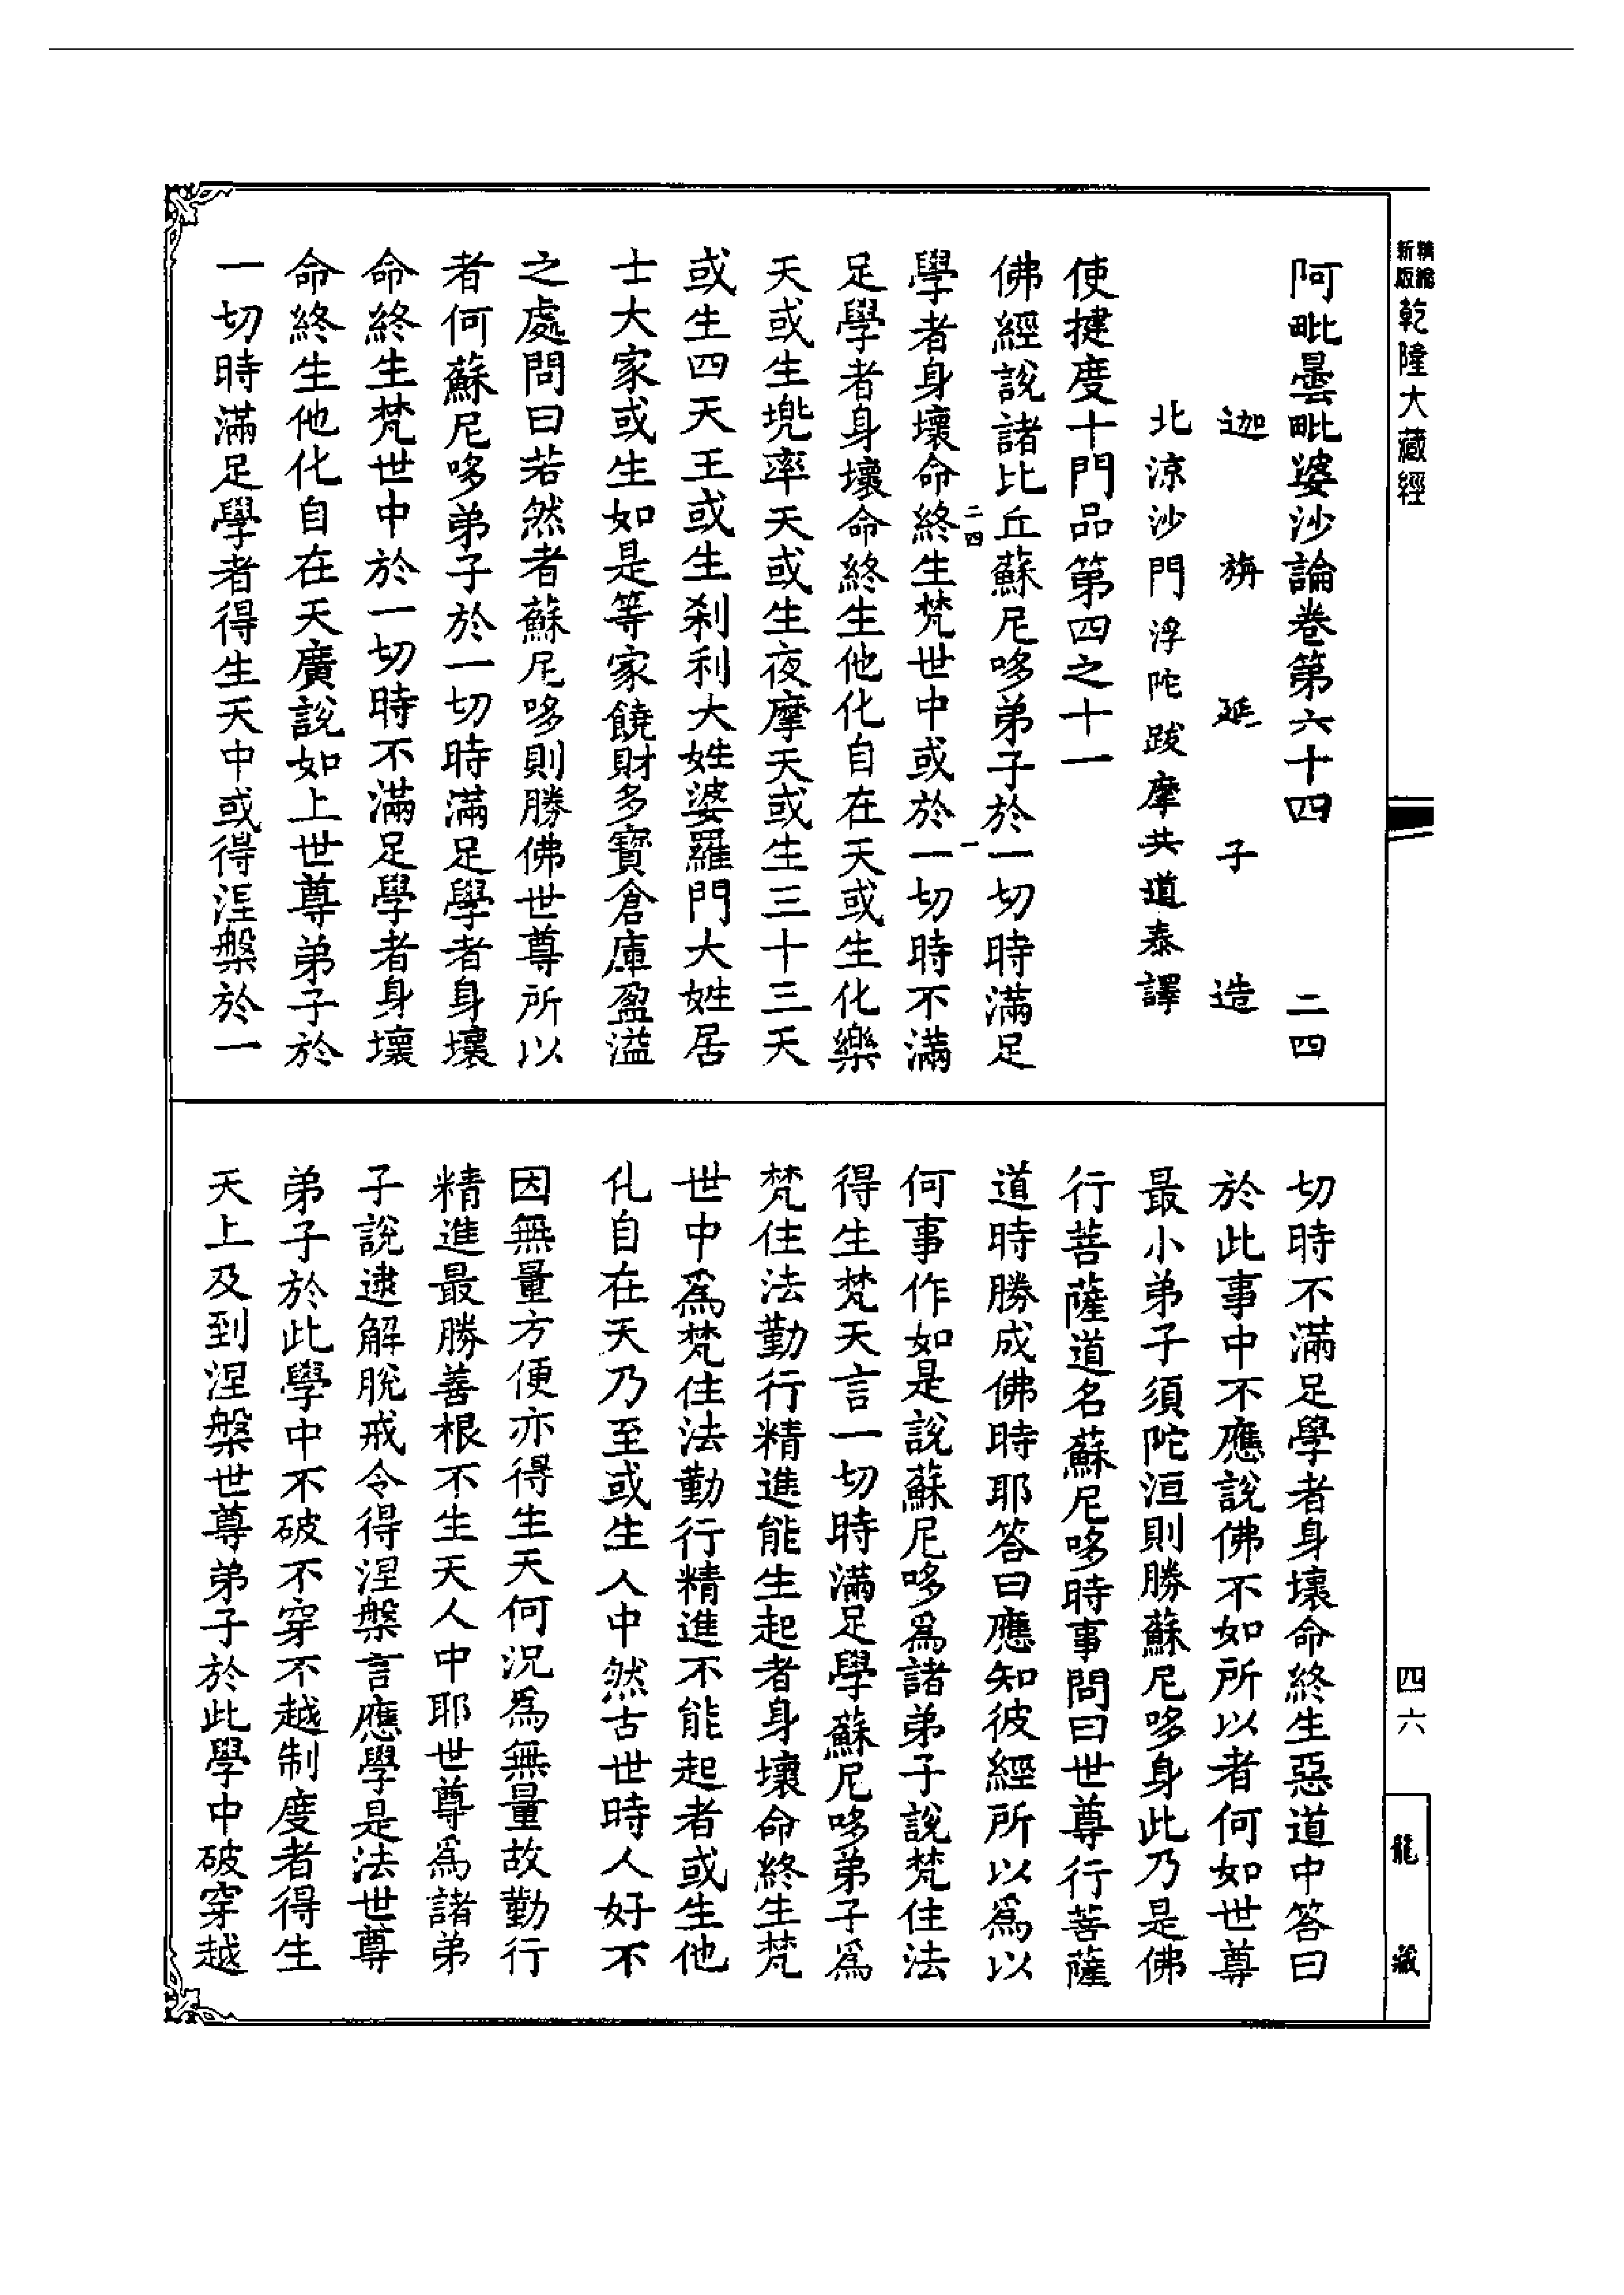 精縮新版乾隆大藏經
阿毗曇毗婆沙論卷第六十四 二四
迦旃延子造
北涼沙門浮陀跋摩共道泰譯
使揵度十門品第四之十一
佛經說諸比丘蘇尼哆弟子於一切時滿足
二四 一
學者身壞命終生梵世中或於一切時不滿
足學者身壞命終生他化自在天或生化樂
天或生兜率天或生夜摩天或生三十三天
或生四天王或生刹利大姓婆羅門大姓居
士大家或生如是等家饒財多寶倉庫盈溢
之處問曰若然者蘇尼哆則勝佛世尊所以
者何蘇尼哆弟子於一切時滿足學者身壞
命終生梵世中於一切時不滿足學者身壞
命終生他化自在天廣說如上世尊弟子於
一切時滿足學者得生天中或得涅槃於一
切時不滿足學者身壞命終生惡道中答曰
於此事中不應說佛不如所以者何如世尊
最小弟子須陀洹則勝蘇尼哆身此乃是佛
行菩薩道名蘇尼哆時事問曰世尊行菩薩
道時勝成佛時耶答曰應知彼經所以爲以
何事作如是說蘇尼哆爲諸弟子說梵住法
得生梵天言一切時滿足學蘇尼哆弟子爲
梵住法勤行精進能生起者身壞命終生梵
世中爲梵住法勤行精進不能起者或生他
化自在天乃至或生人中然古世時人好不
因無量方便亦得生天何況爲無量故勤行
精進最勝善根不生天人中耶世尊爲諸弟
子說逮解脫戒令得涅槃言應學是法世尊
弟子於此學中不破不穿不越制度者得生
天上及到涅槃世尊弟子於此學中破穿越
四六
龍藏